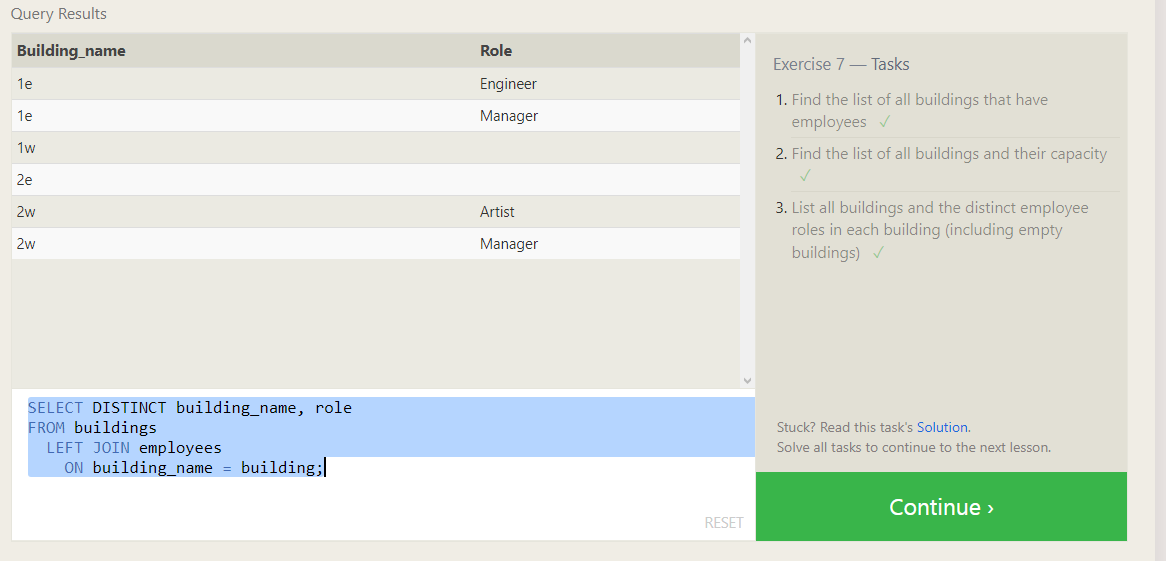 Query Results
Building_name Role
1e Engineer
1e Manager
1w
2e
2w Artist
2w Manager
SELECT DISTINCT building_name, role
FROM buildings
LEFT JOIN employees
ON building_name = building;
RESET
Exercise 7 — Tasks
1. Find the list of all buildings that have
employees ✓
2. Find the list of all buildings and their capacity
✓
3. List all buildings and the distinct employee
roles in each building (including empty
buildings) ✓
Stuck? Read this task's Solution.
Solve all tasks to continue to the next lesson.
Continue ›